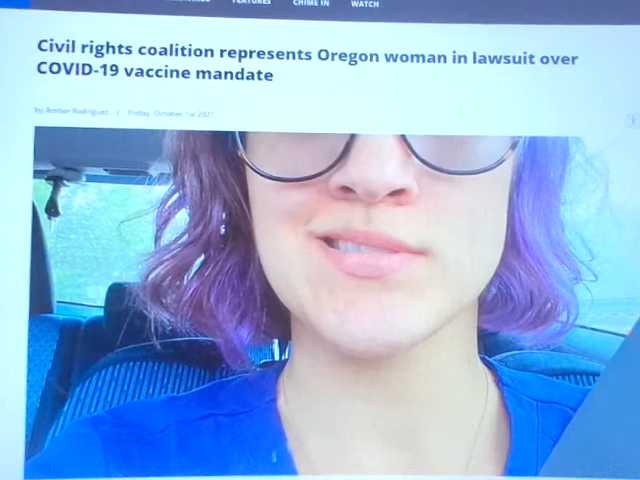 FEATURES CHIME IN WATCH
Civil rights coalition represents Oregon woman in lawsuit over
COVID-19 vaccine mandate
by Amber Rodriguez | Friday, October 1st 2021